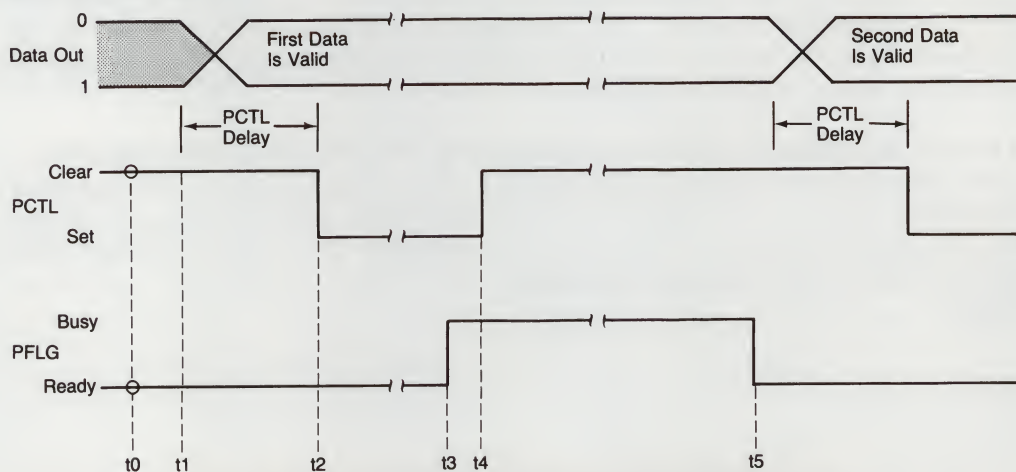 0
Data Out
1
First Data
Is Valid
Second Data
Is Valid
PCTL
Delay
PCTL
Delay
Clear
PCTL
Set
Busy
PFLG
Ready
t0
t1
t2
t3
t4
t5